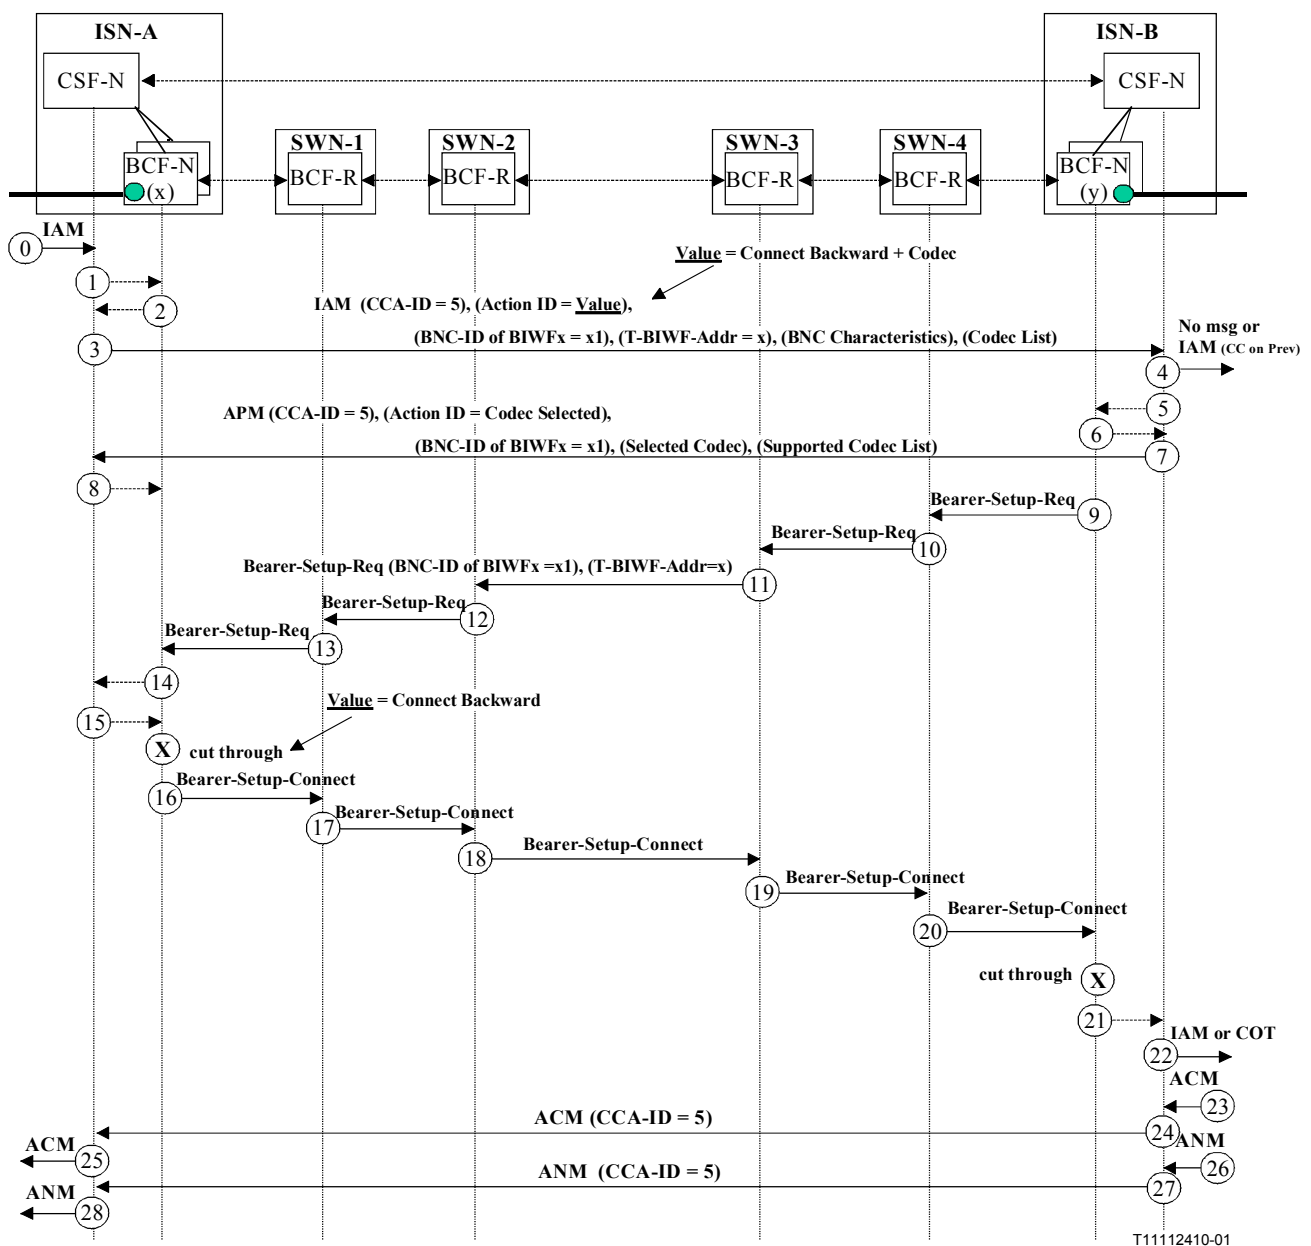 ISN-A
ISN-B
CSF-N
CSF-N
SWN-1
SWN-2
SWN-3
SWN-4
BCF-N
(x)
BCF-R
BCF-R
BCF-R
BCF-R
BCF-N
(y)
0
IAM
Value = Connect Backward + Codec
1
2
IAM (CCA-ID = 5), (Action ID = Value),
3
(BNC-ID of BIWFx = x1), (T-BIWF-Addr = x), (BNC Characteristics), (Codec List)
No msg or
IAM (CC on Prev)
4
APM (CCA-ID = 5), (Action ID = Codec Selected),
5
6
(BNC-ID of BIWFx = x1), (Selected Codec), (Supported Codec List)
7
8
Bearer-Setup-Req
9
Bearer-Setup-Req
10
Bearer-Setup-Req (BNC-ID of BIWFx =x1), (T-BIWF-Addr=x)
11
Bearer-Setup-Req
12
Bearer-Setup-Req
13
14
Value = Connect Backward
15
X
cut through
Bearer-Setup-Connect
16
Bearer-Setup-Connect
17
Bearer-Setup-Connect
18
Bearer-Setup-Connect
19
Bearer-Setup-Connect
20
cut through
X
21
IAM or COT
22
ACM
23
ACM (CCA-ID = 5)
24
ACM
25
ANM
26
ANM (CCA-ID = 5)
27
ANM
28
T11112410-01